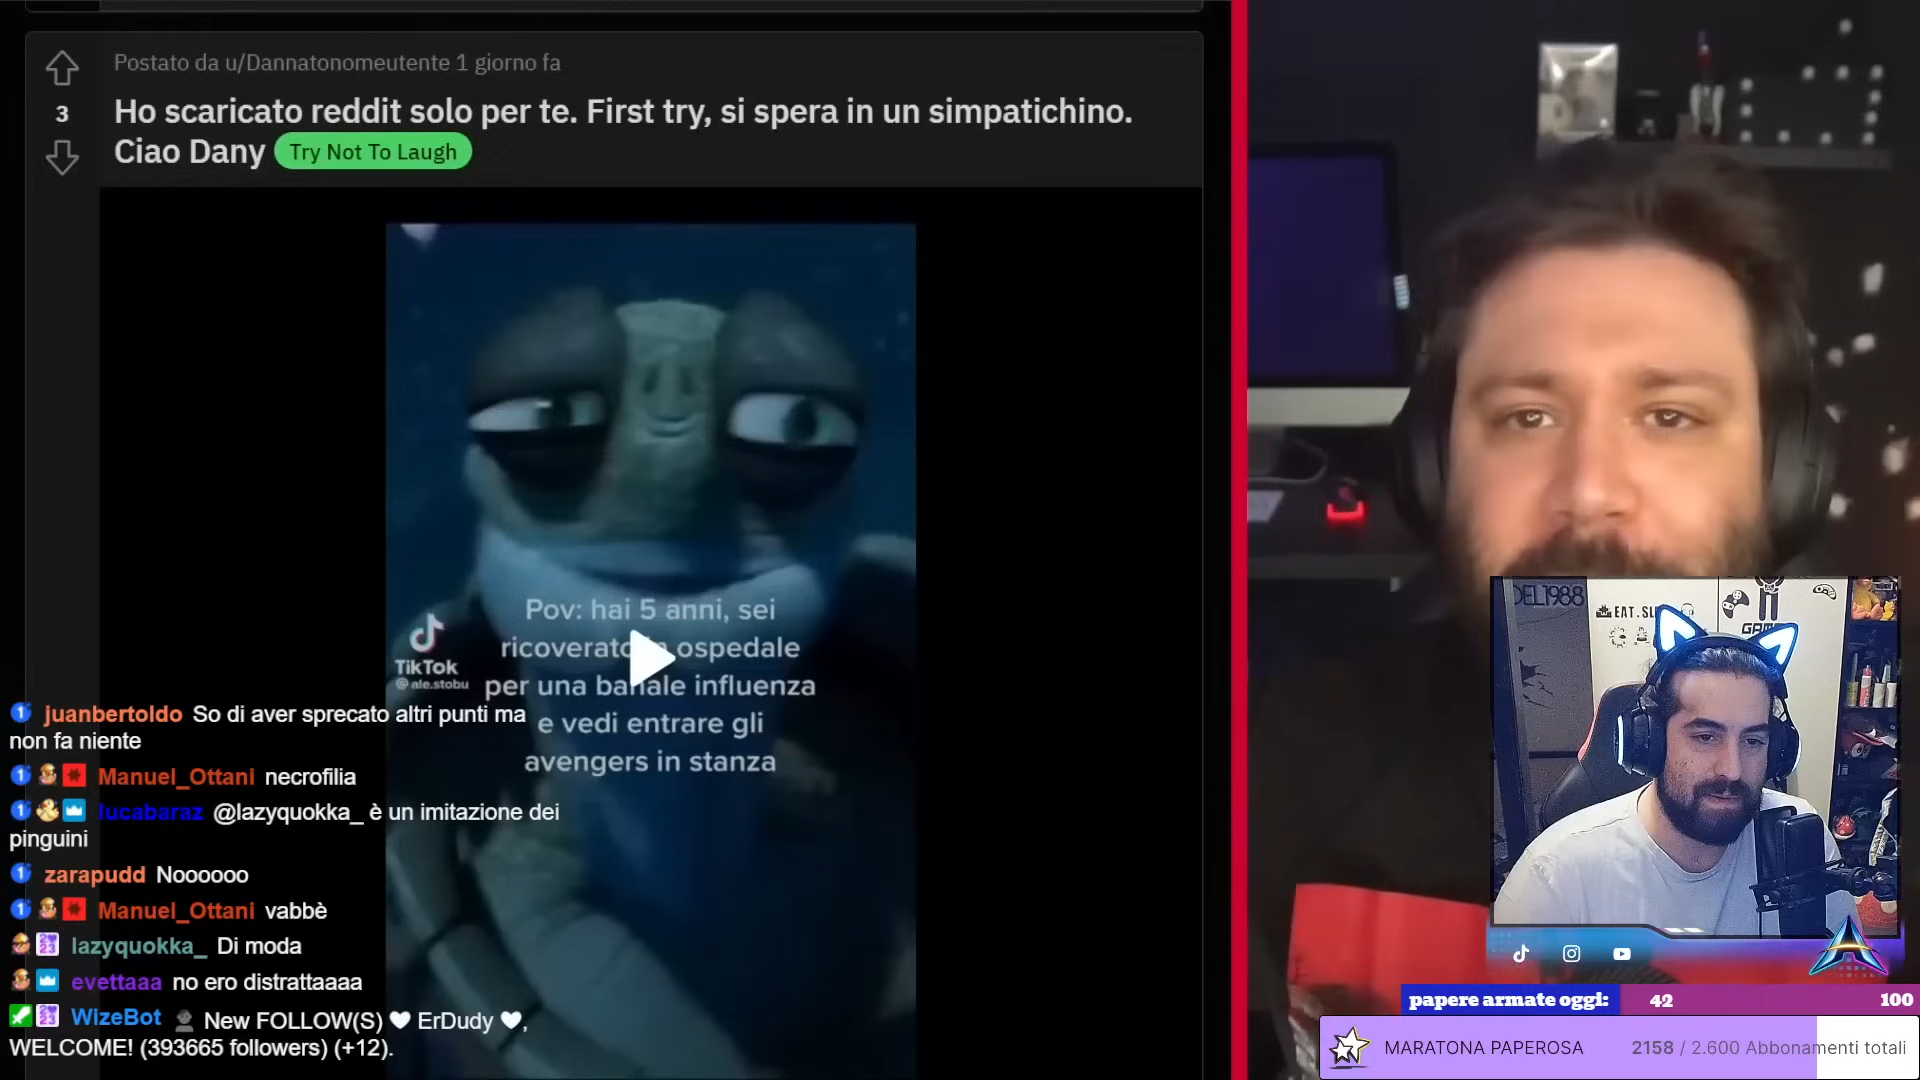 Postato da u/Dannatonomeutente 1 giorno fa
3
Ho scaricato reddit solo per te. First try, si spera in un simpatichino.
Ciao Dany Try Not To Laugh
Pov: hai 5 anni, sei
ricoverato in ospedale
per una banale influenza
e vedi entrare gli
avengers in stanza
TikTok
@ale.stobu
juanbertoldo So di aver sprecato altri punti ma
non fa niente
Manuel_Ottani necrofilia
lucabaraz @lazyquokka_ è un imitazione dei
pinguini
zarapudd Noooooo
Manuel_Ottani vabbè
lazyquokka_ Di moda
evettaaa no ero distrattaaaa
WizeBot New FOLLOW(S) ErDudy ,
WELCOME! (393665 followers) (+12).
DEL1988
EAT.
papere armate oggi: 42 100
MARATONA PAPEROSA 2158 / 2.600 Abbonamenti totali